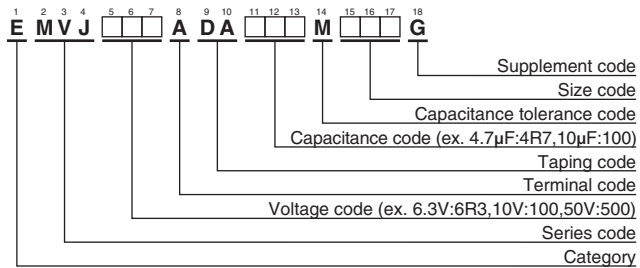 1 2 3 4 5 6 7 8 9 10 11 12 13 14 15 16 17 18
E M V J A D A M G
Supplement code
Size code
Capacitance tolerance code
Capacitance code (ex. 4.7µF:4R7,10µF:100)
Taping code
Terminal code
Voltage code (ex. 6.3V:6R3,10V:100,50V:500)
Series code
Category